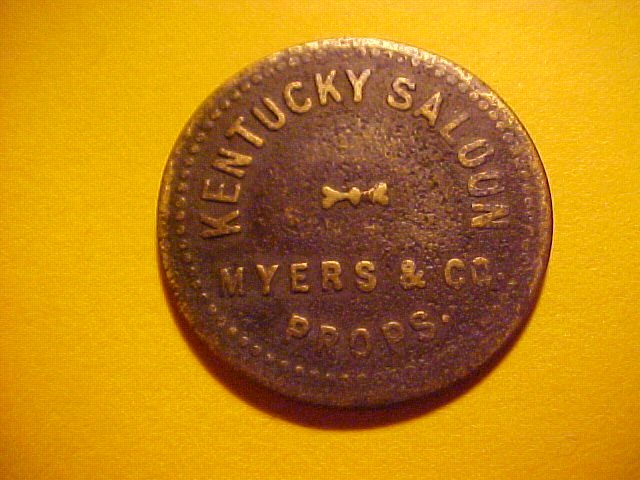 KENTUCKY SALOON
MYERS & CO.
PROPS.